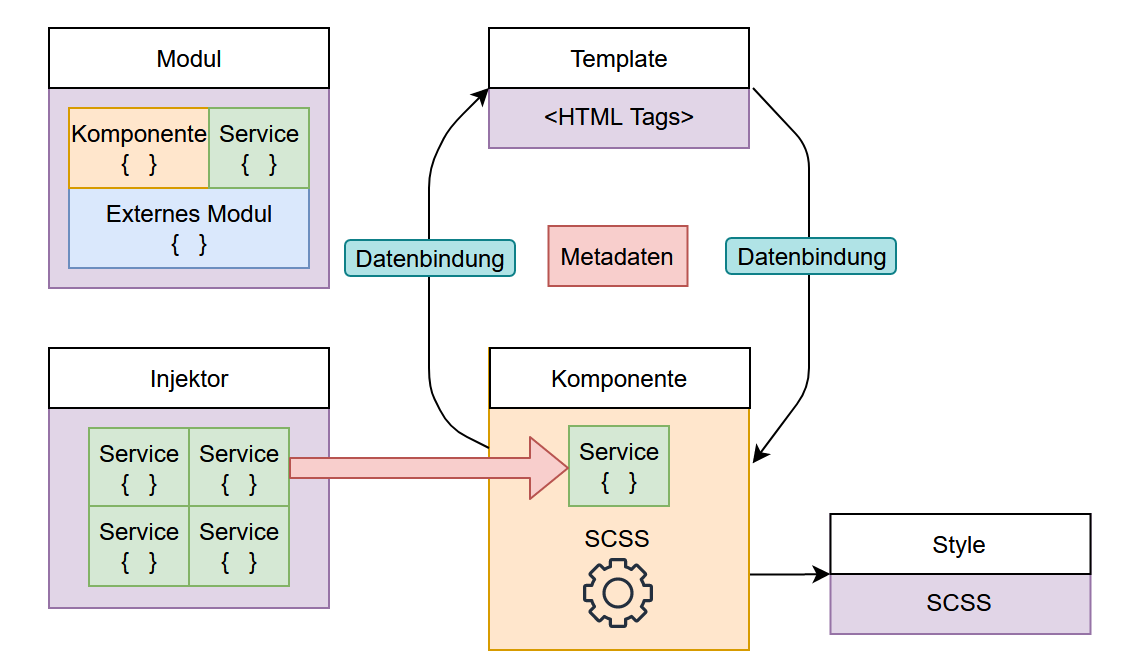 Modul
Komponente
{ }
Service
{ }
Externes Modul
{ }
Template
<HTML Tags>
Datenbindung
Metadaten
Datenbindung
Injektor
Service
{ }
Service
{ }
Service
{ }
Service
{ }
Komponente
Service
{ }
SCSS
Style
SCSS